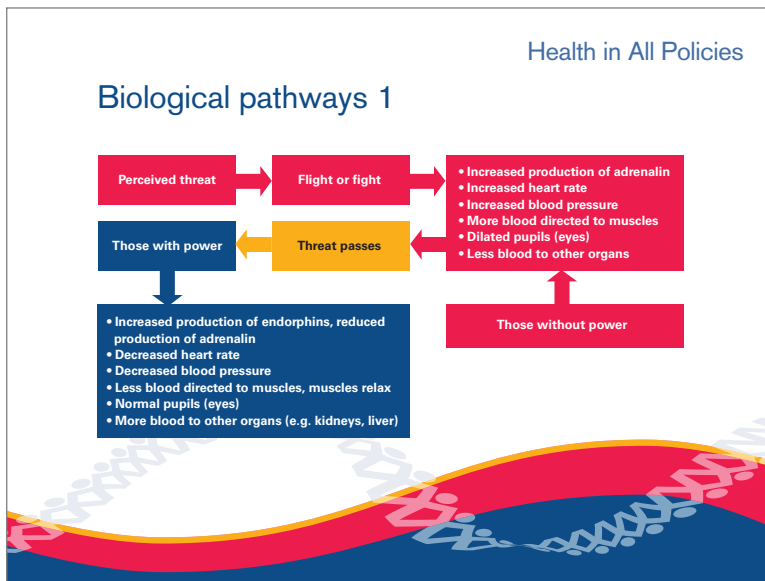 Health in All Policies
Biological pathways 1
Perceived threat
Flight or fight
• Increased production of adrenalin
• Increased heart rate
• Increased blood pressure
• More blood directed to muscles
• Dilated pupils (eyes)
• Less blood to other organs
Those with power
Threat passes
Those without power
• Increased production of endorphins, reduced
production of adrenalin
• Decreased heart rate
• Decreased blood pressure
• Less blood directed to muscles, muscles relax
• Normal pupils (eyes)
• More blood to other organs (e.g. kidneys, liver)